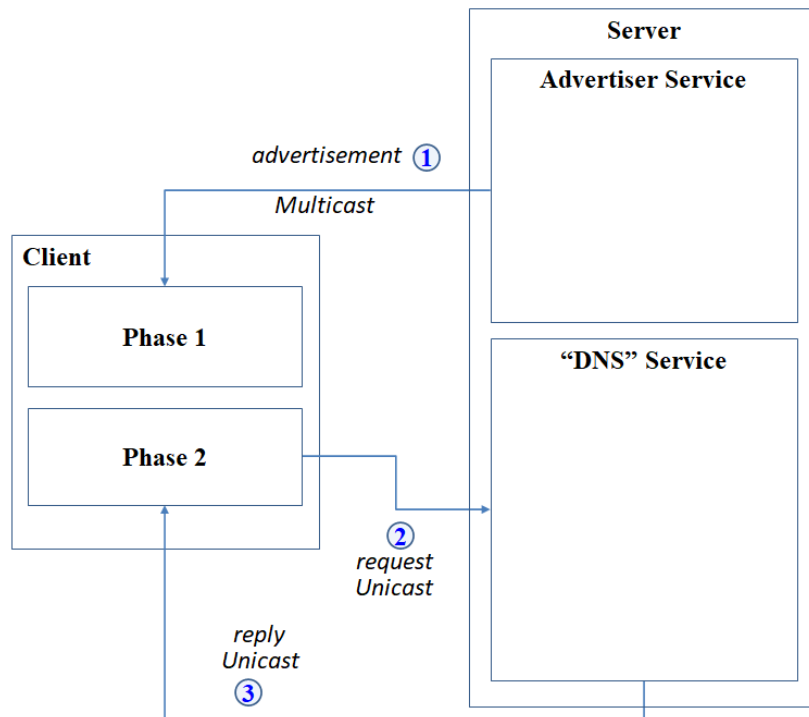 Server
Advertiser Service
advertisement 1
Multicast
Client
Phase 1
“DNS” Service
Phase 2
2
request
Unicast
reply
Unicast
3